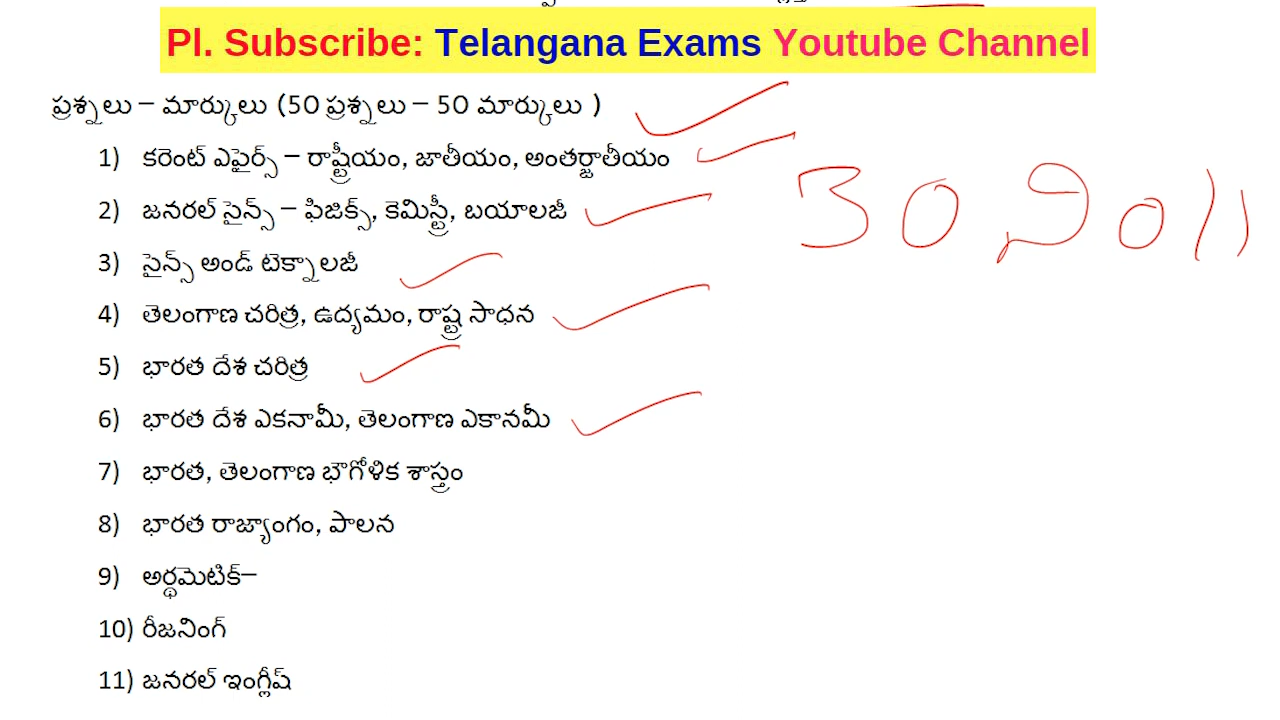 Pl. Subscribe: Telangana Exams Youtube Channel
ప్రశ్నలు – మార్కులు (50 ప్రశ్నలు – 50 మార్కులు )
1) కరెంట్ ఎఫైర్స్ – రాష్ట్రీయం, జాతీయం, అంతర్జాతీయం
2) జనరల్ సైన్స్ – ఫిజిక్స్, కెమిస్ట్రీ, బయాలజీ
3) సైన్స్ అండ్ టెక్నాలజీ
4) తెలంగాణ చరిత్ర, ఉద్యమం, రాష్ట్ర సాధన
5) భారత దేశ చరిత్ర
6) భారత దేశ ఎకనామీ, తెలంగాణ ఎకానమీ
7) భారత, తెలంగాణ భౌగోళిక శాస్త్రం
8) భారత రాజ్యాంగం, పాలన
9) అర్థమెటిక్–
10) రీజనింగ్
11) జనరల్ ఇంగ్లీష్